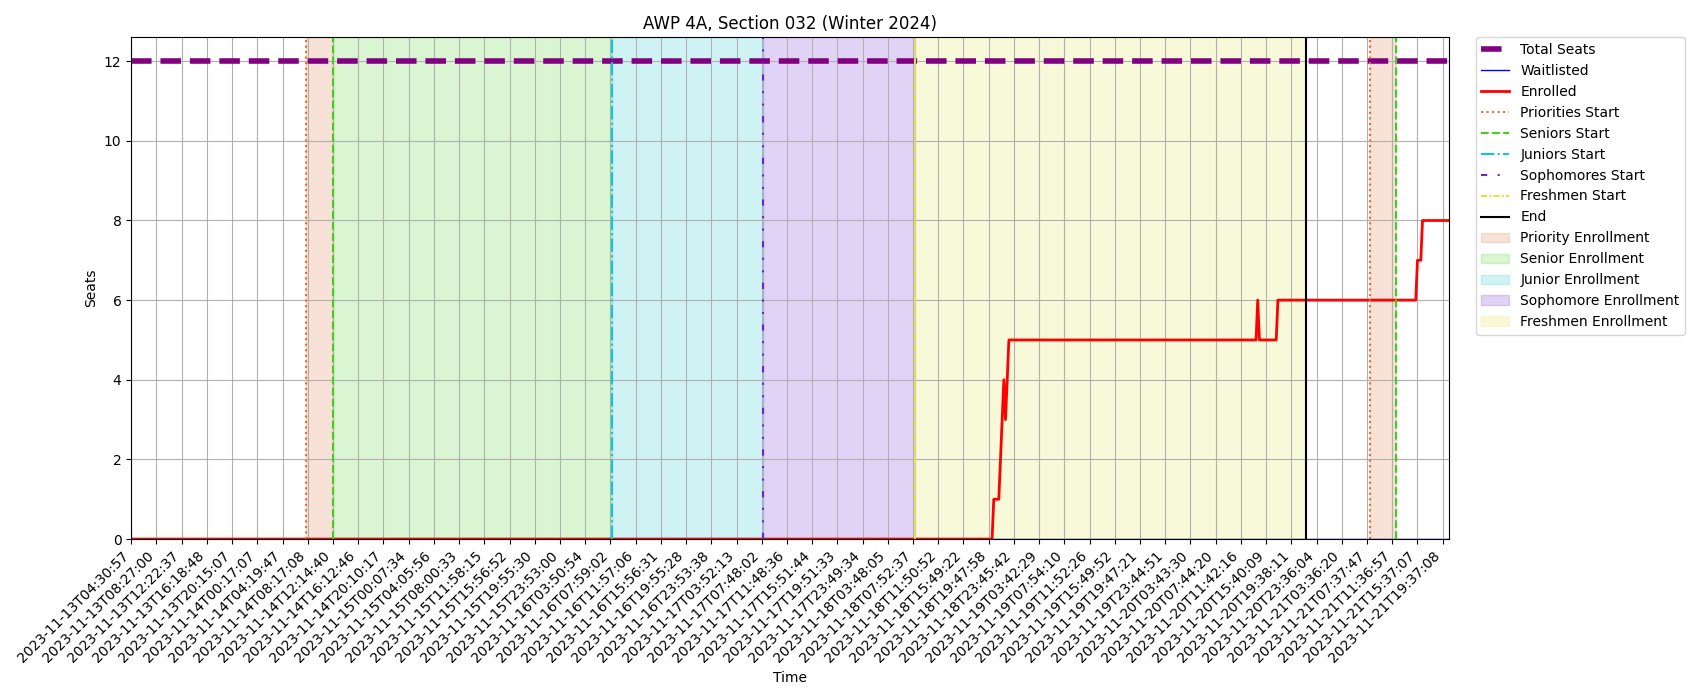 AWP 4A, Section 032 (Winter 2024)
Seats
12
10
8
6
4
2
0
2023-11-13T04:30:57
2023-11-13T08:27:00
2023-11-13T12:22:37
2023-11-13T16:18:48
2023-11-13T20:15:07
2023-11-14T00:17:07
2023-11-14T04:19:47
2023-11-14T08:17:08
2023-11-14T12:14:40
2023-11-14T16:12:46
2023-11-14T20:10:17
2023-11-15T00:07:34
2023-11-15T04:05:56
2023-11-15T08:00:33
2023-11-15T11:58:15
2023-11-15T15:56:52
2023-11-15T19:55:30
2023-11-15T23:53:00
2023-11-16T03:50:54
2023-11-16T07:59:02
2023-11-16T11:57:06
2023-11-16T15:56:31
2023-11-16T19:55:28
2023-11-16T23:53:38
2023-11-17T03:52:13
2023-11-17T07:48:02
2023-11-17T11:48:36
2023-11-17T15:51:44
2023-11-17T19:51:33
2023-11-17T23:49:34
2023-11-18T03:48:05
2023-11-18T07:52:37
2023-11-18T11:50:52
2023-11-18T15:49:22
2023-11-18T19:47:58
2023-11-18T23:45:42
2023-11-19T03:42:29
2023-11-19T07:54:10
2023-11-19T11:52:26
2023-11-19T15:49:52
2023-11-19T19:47:21
2023-11-19T23:44:51
2023-11-20T03:43:30
2023-11-20T07:44:20
2023-11-20T11:42:16
2023-11-20T15:40:09
2023-11-20T19:38:11
2023-11-20T23:36:04
2023-11-21T03:36:20
2023-11-21T07:37:47
2023-11-21T11:36:57
2023-11-21T15:37:07
2023-11-21T19:37:08
Time
Total Seats
Waitlisted
Enrolled
Priorities Start
Seniors Start
Juniors Start
Sophomores Start
Freshmen Start
End
Priority Enrollment
Senior Enrollment
Junior Enrollment
Sophomore Enrollment
Freshmen Enrollment